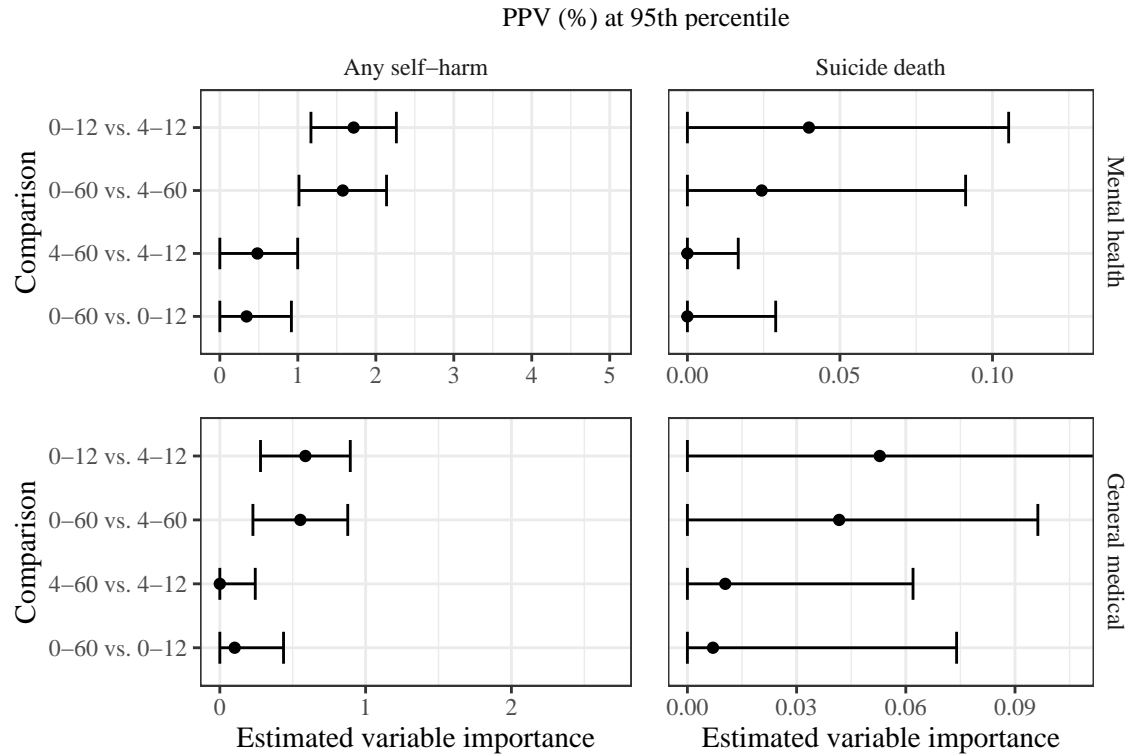 PPV (%) at 95th percentile
Any self−harm
Suicide death
Comparison
0−12 vs. 4−12
0−60 vs. 4−60
4−60 vs. 4−12
0−60 vs. 0−12
Mental health
0 1 2 3 4 5
0.00 0.05 0.10
Comparison
0−12 vs. 4−12
0−60 vs. 4−60
4−60 vs. 4−12
0−60 vs. 0−12
General medical
0 1 2
0.00 0.03 0.06 0.09
Estimated variable importance
Estimated variable importance